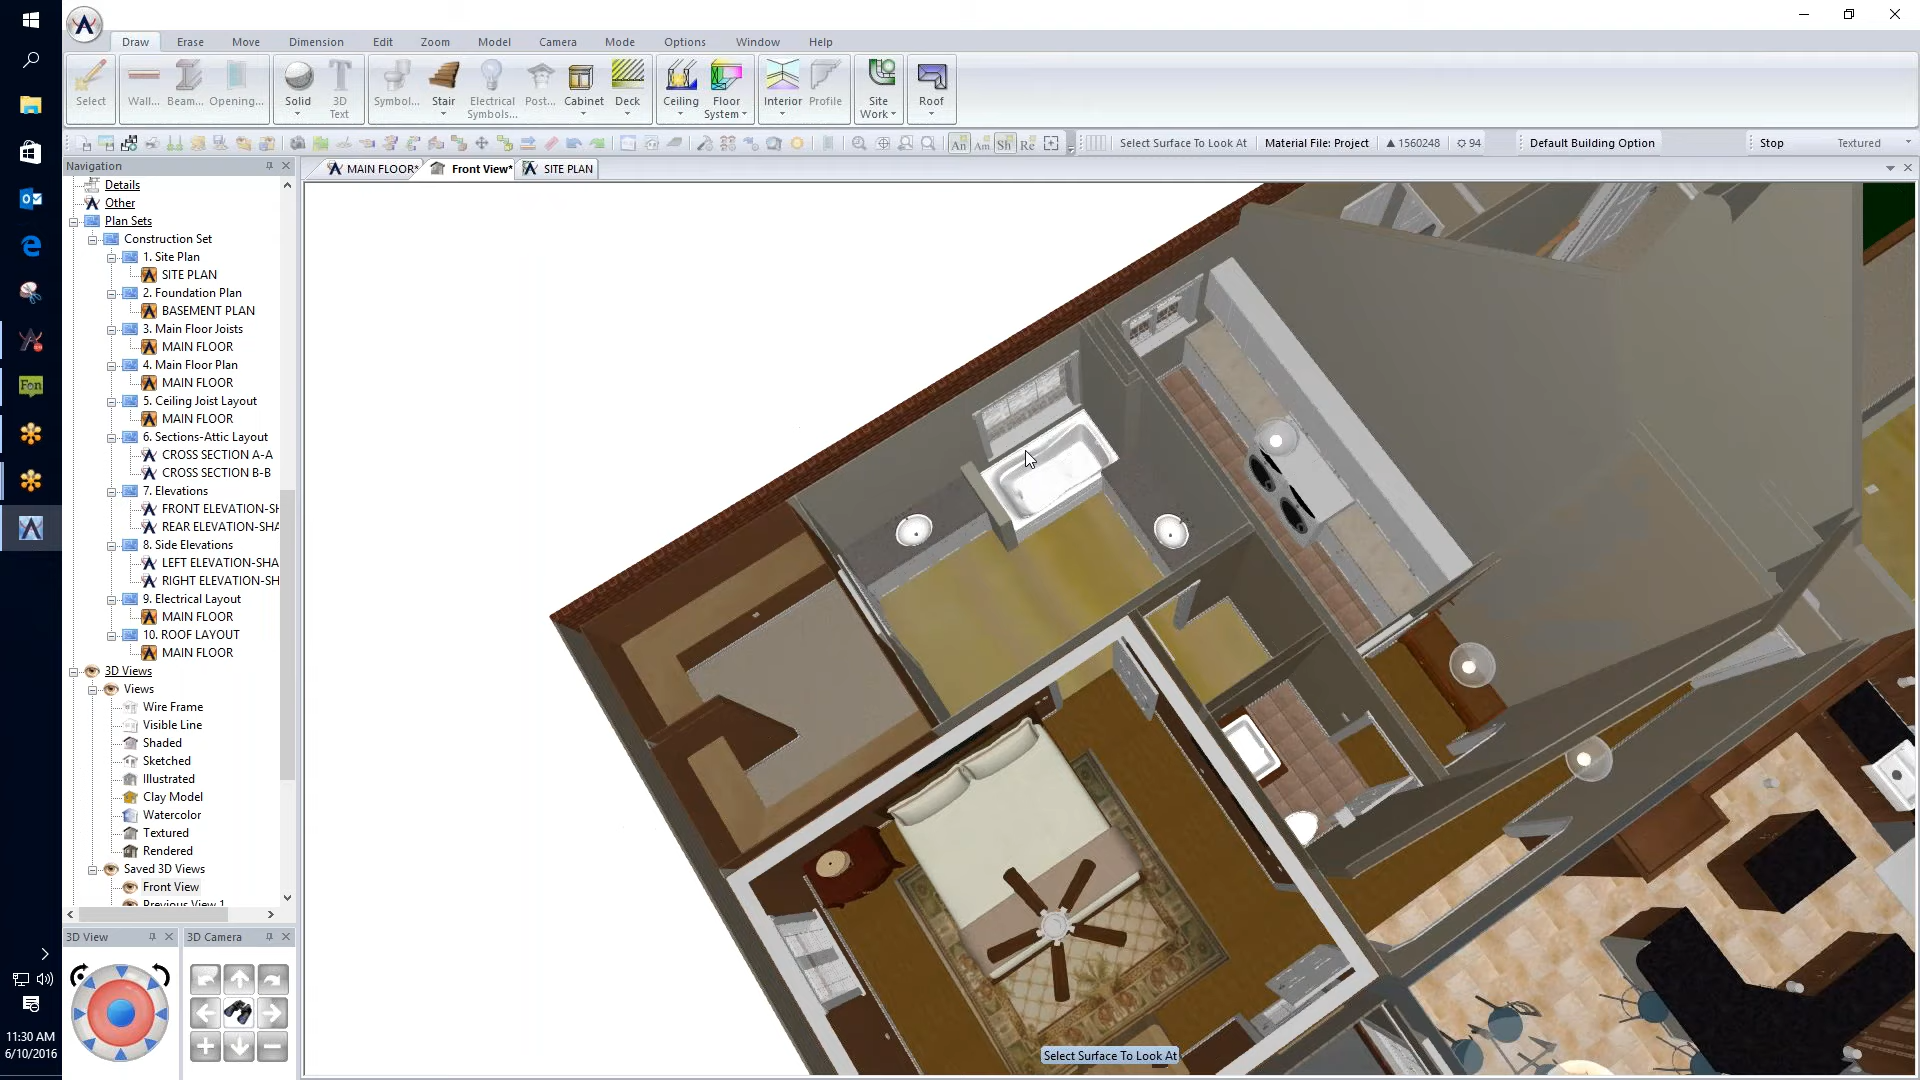 Draw Erase Move Dimension Edit Zoom Model Camera Mode Options Window Help
Select Wall... Beam... Opening... Solid 3D Text Symbol... Stair Electrical Symbols... Post... Cabinet Deck Ceiling Floor System Interior Profile Site Work Roof
An Am Sh Re Select Surface To Look At Material File: Project 1560248 94 Default Building Option Stop Textured
Navigation
MAIN FLOOR* Front View* SITE PLAN
Details
Other
Plan Sets
Construction Set
1. Site Plan
SITE PLAN
2. Foundation Plan
BASEMENT PLAN
3. Main Floor Joists
MAIN FLOOR
4. Main Floor Plan
MAIN FLOOR
5. Ceiling Joist Layout
MAIN FLOOR
6. Sections-Attic Layout
CROSS SECTION A-A
CROSS SECTION B-B
7. Elevations
FRONT ELEVATION-SH
REAR ELEVATION-SHA
8. Side Elevations
LEFT ELEVATION-SHA
RIGHT ELEVATION-SH
9. Electrical Layout
MAIN FLOOR
10. ROOF LAYOUT
MAIN FLOOR
3D Views
Views
Wire Frame
Visible Line
Shaded
Sketched
Illustrated
Clay Model
Watercolor
Textured
Rendered
Saved 3D Views
Front View
Previous View 1
3D View
3D Camera
Fon
11:30 AM
6/10/2016
Select Surface To Look At